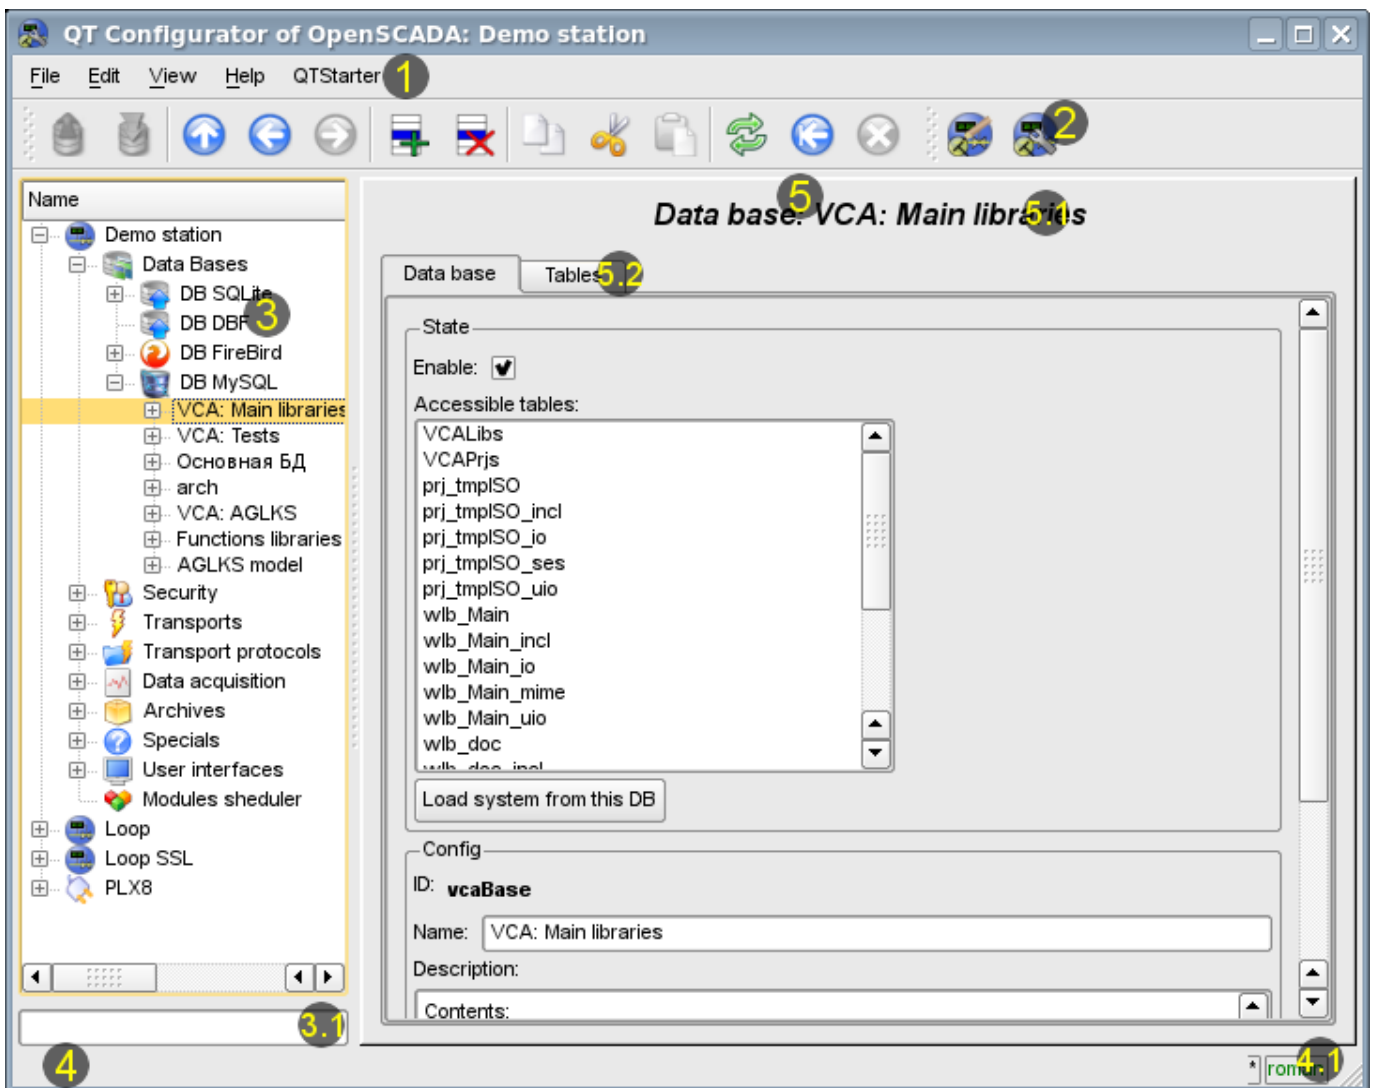 QT Configurator of OpenSCADA: Demo station
File Edit View Help QTStarter 1
2
Name
Demo station
Data Bases
DB SQLite
3
DB DBF
DB FireBird
DB MySQL
VCA: Main libraries
VCA: Tests
Основная БД
arch
VCA: AGLKS
Functions libraries
AGLKS model
Security
Transports
Transport protocols
Data acquisition
Archives
Specials
User interfaces
Modules sheduler
Loop
Loop SSL
PLX8
3.1
5
Data base: VCA: Main libraries 5.1
Data base Tables 5.2
State
Enable:
Accessible tables:
VCALibs
VCAPrjs
prj_tmplSO
prj_tmplSO_incl
prj_tmplSO_io
prj_tmplSO_ses
prj_tmplSO_uio
wlb_Main
wlb_Main_incl
wlb_Main_io
wlb_Main_mime
wlb_Main_uio
wlb_doc
wlb_doc_incl
Load system from this DB
Config
ID: vcaBase
Name: VCA: Main libraries
Description:
Contents:
4
* 4.1